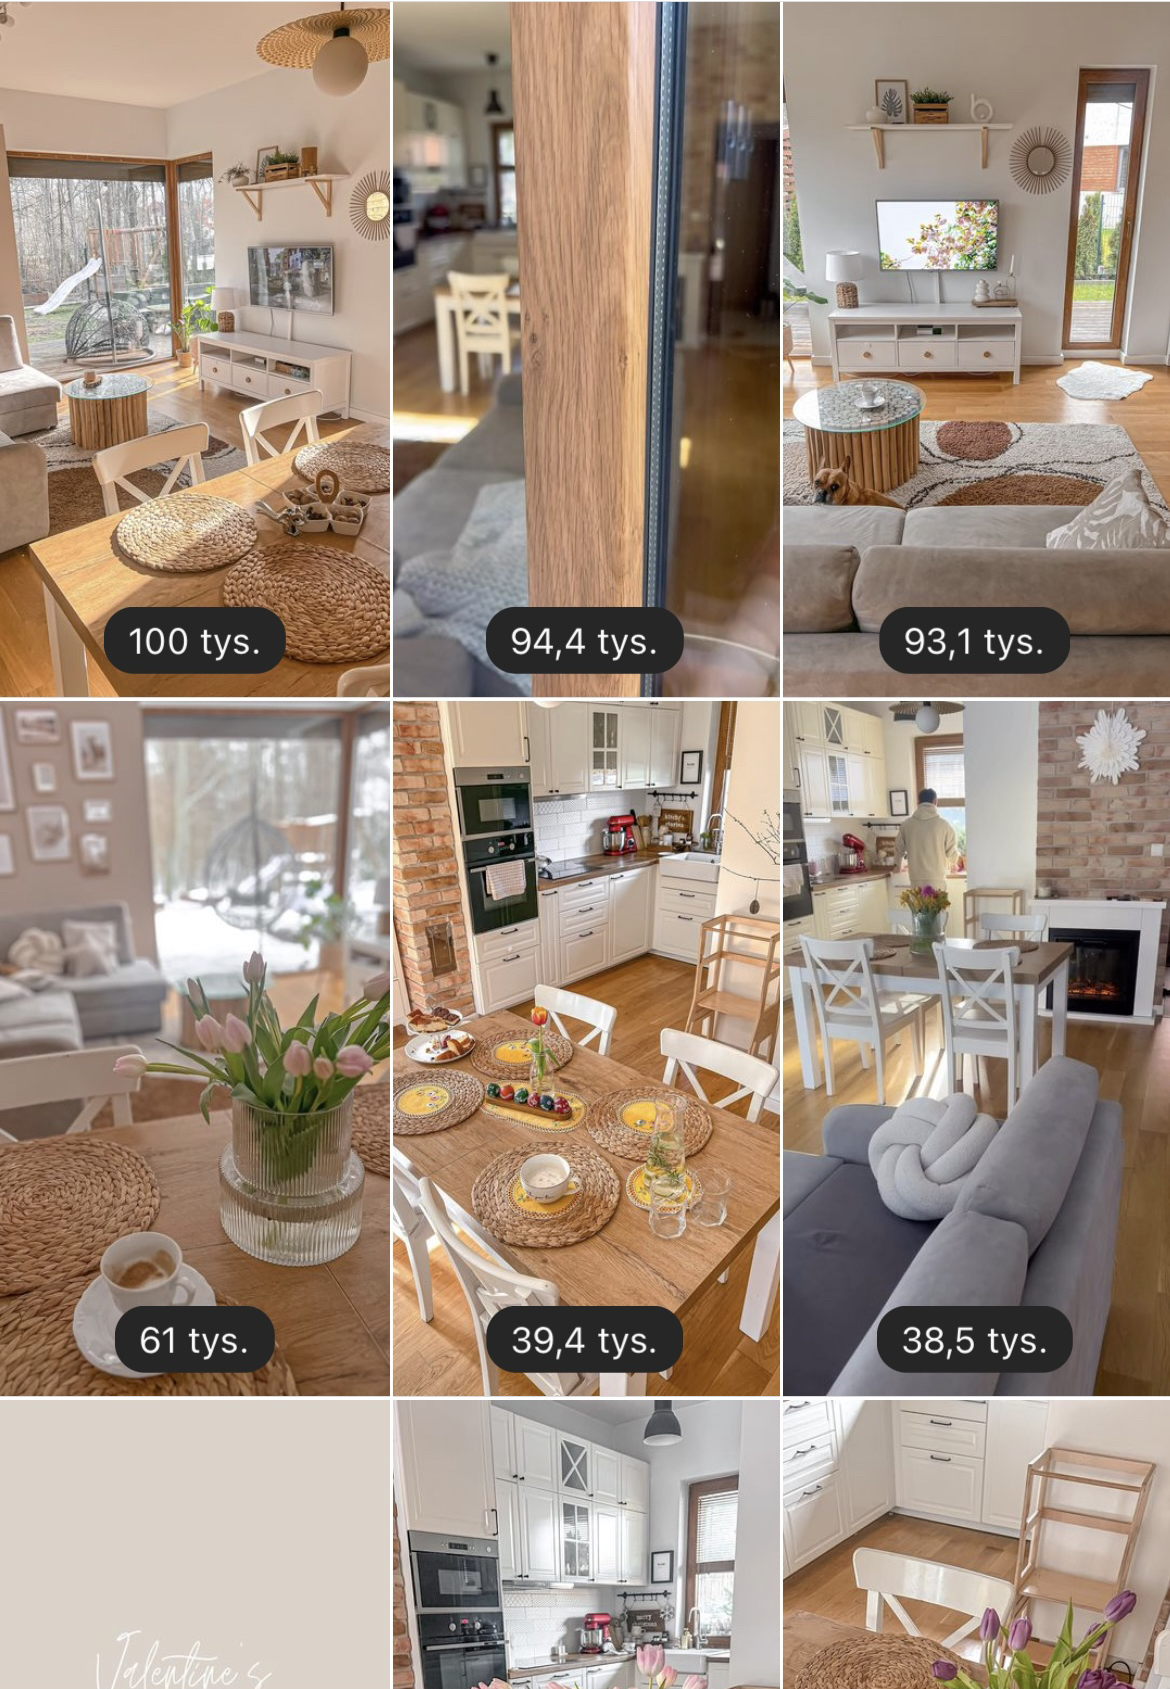 100 tys.
94,4 tys.
93,1 tys.
61 tys.
39,4 tys.
38,5 tys.
Valentine's